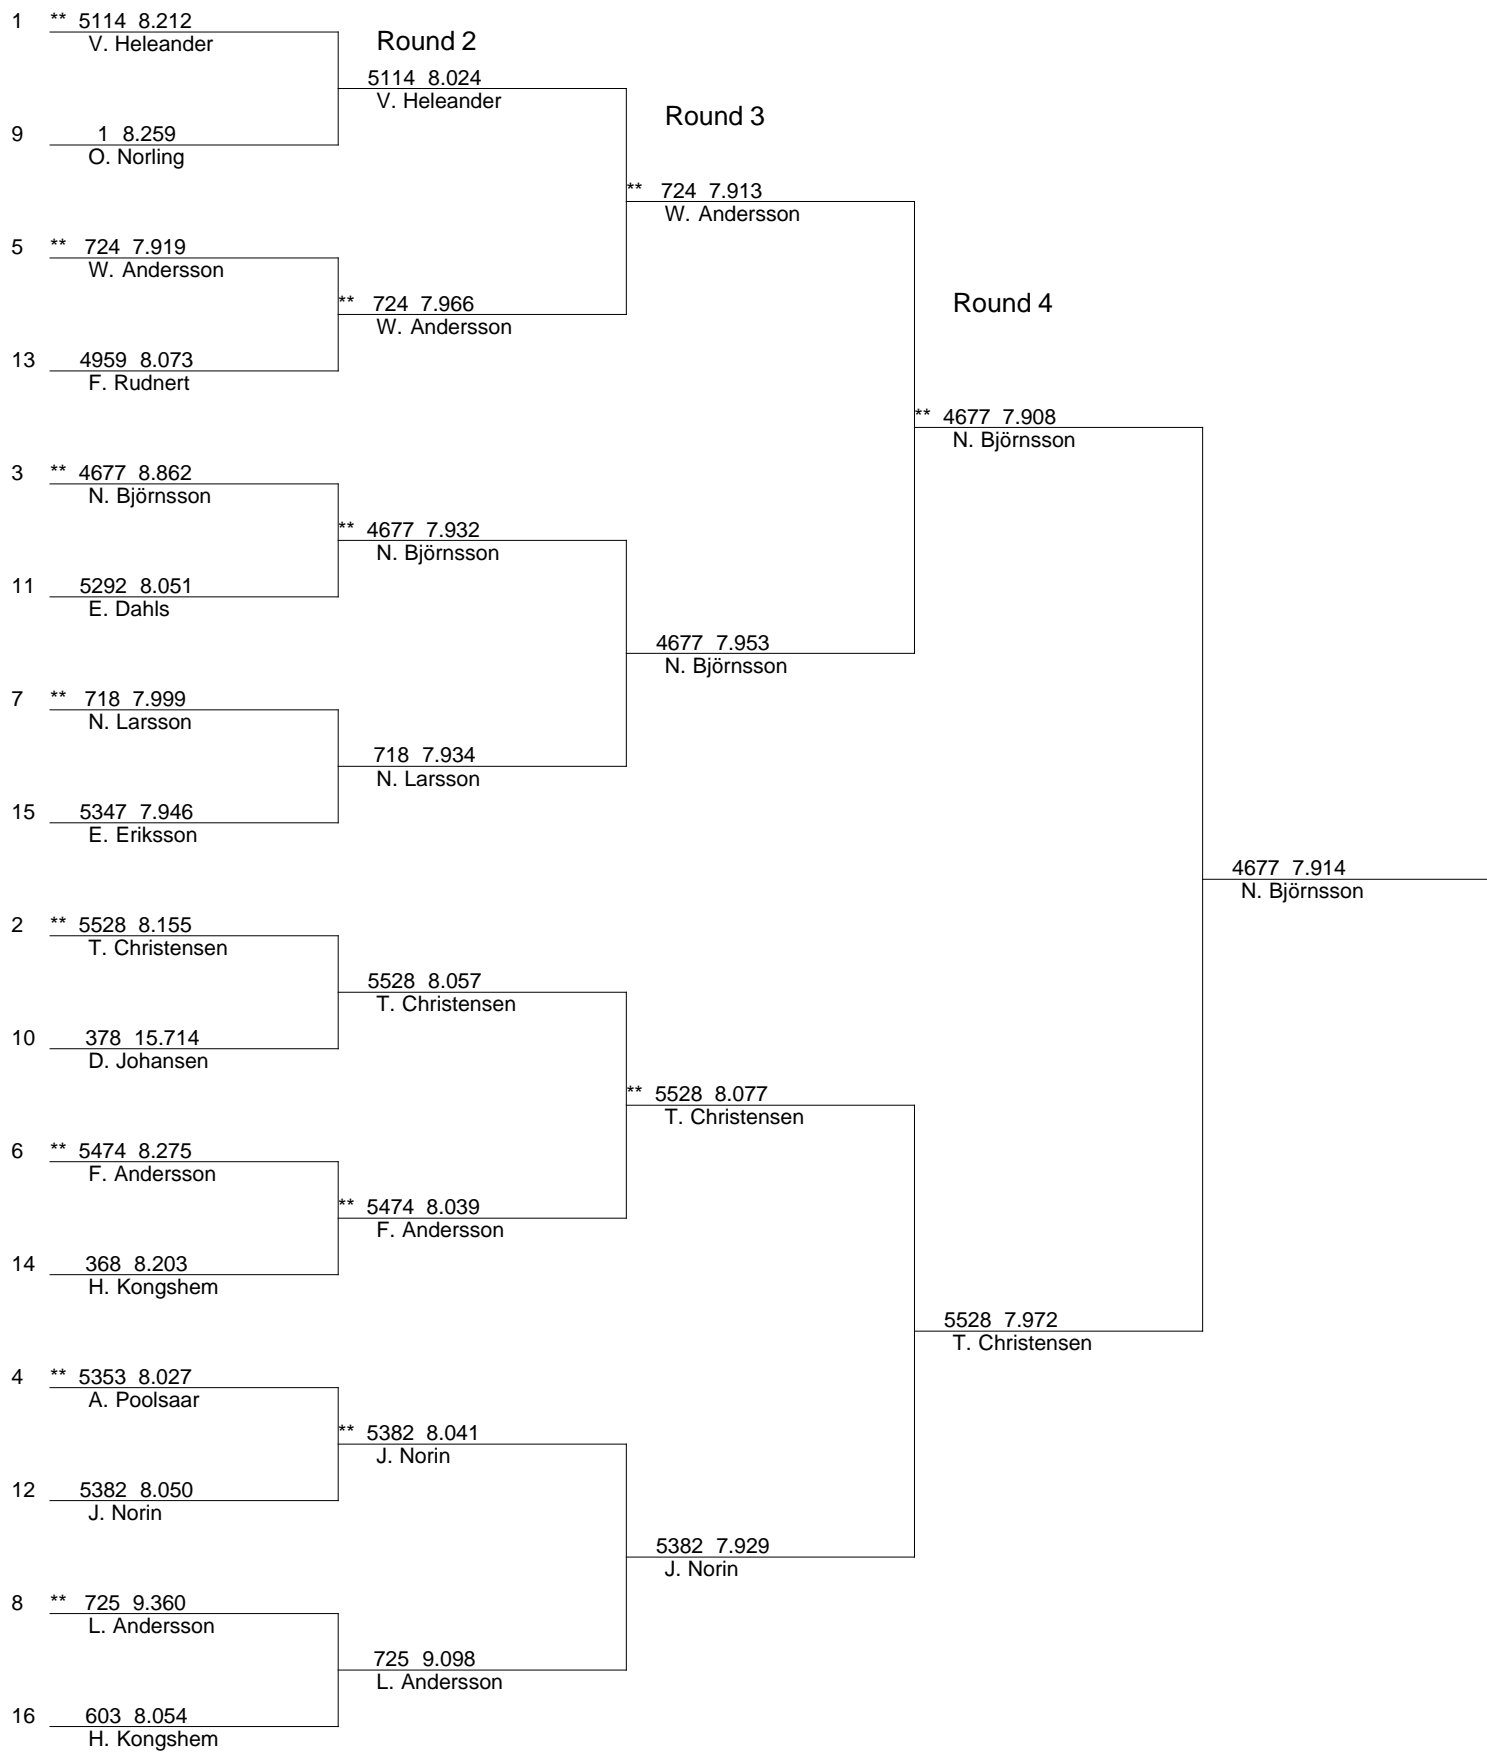 1 ** 5114 8.212
V. Heleander
Round 2
5114 8.024
V. Heleander
Round 3
9 1 8.259
O. Norling
** 724 7.913
W. Andersson
5 ** 724 7.919
W. Andersson
** 724 7.966
W. Andersson
Round 4
13 4959 8.073
F. Rudnert
** 4677 7.908
N. Björnsson
3 ** 4677 8.862
N. Björnsson
** 4677 7.932
N. Björnsson
11 5292 8.051
E. Dahls
4677 7.953
N. Björnsson
7 ** 718 7.999
N. Larsson
718 7.934
N. Larsson
15 5347 7.946
E. Eriksson
4677 7.914
N. Björnsson
2 ** 5528 8.155
T. Christensen
5528 8.057
T. Christensen
10 378 15.714
D. Johansen
** 5528 8.077
T. Christensen
6 ** 5474 8.275
F. Andersson
** 5474 8.039
F. Andersson
14 368 8.203
H. Kongshem
5528 7.972
T. Christensen
4 ** 5353 8.027
A. Poolsaar
** 5382 8.041
J. Norin
12 5382 8.050
J. Norin
5382 7.929
J. Norin
8 ** 725 9.360
L. Andersson
725 9.098
L. Andersson
16 603 8.054
H. Kongshem